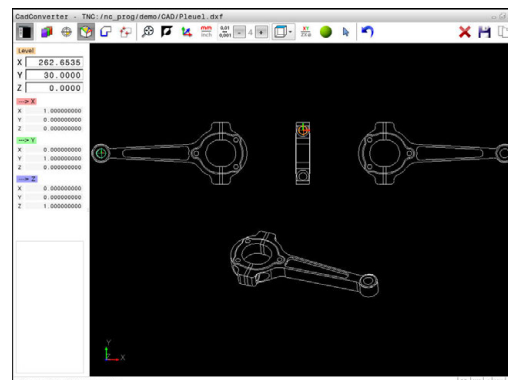 CadConverter - TNC:/nc_prog/demo/CAD/Pleuel.dxf
mm inch 0.01 0.001 4 XY ZXØ
Level
X 262.6535
Y 30.0000
Z 0.0000
---> X
X 1.000000000
Y 0.000000000
Z 0.000000000
---> Y
X 0.000000000
Y 1.000000000
Z 0.000000000
---> Z
X 0.000000000
Y 0.000000000
Z 1.000000000
Y
Z X